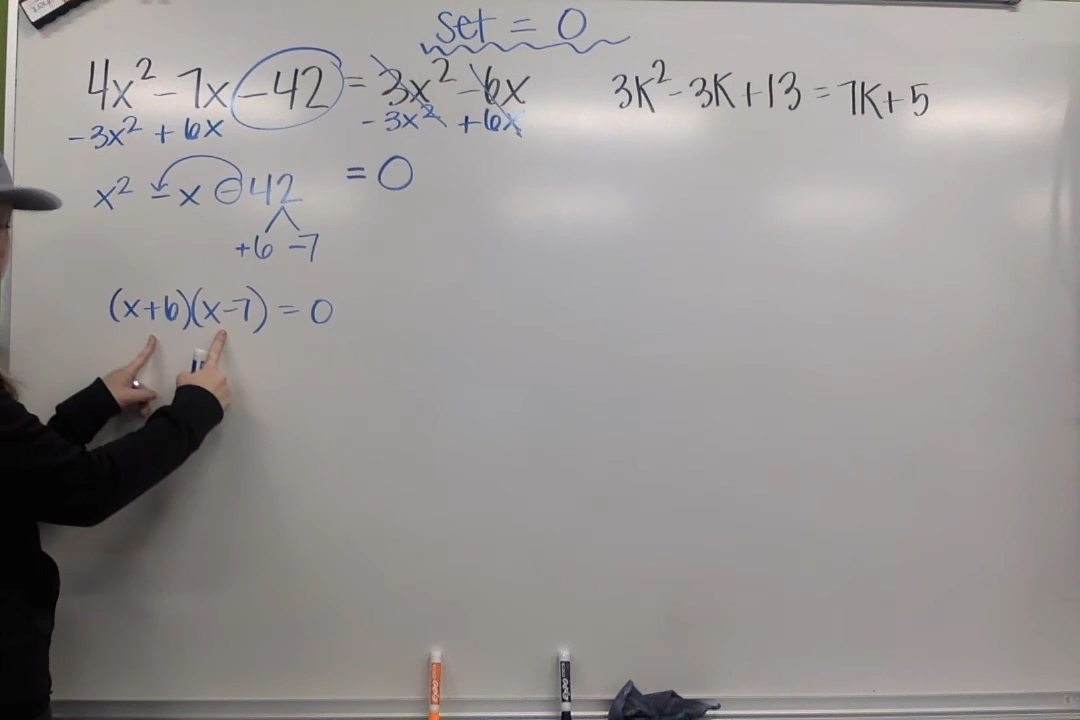 set = 0
4x² - 7x - 42 = 3x² - 6x
-3x² + 6x - 3x² + 6x
x² - x - 42 = 0
+6 -7
(x+6)(x-7) = 0
3K² - 3K + 13 = 7K + 5